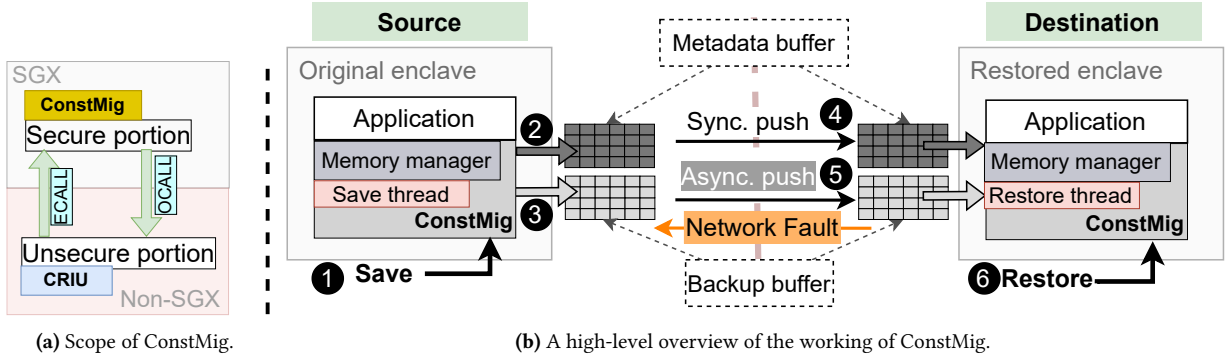 SGX
ConstMig
Secure portion
ECALL
OCALL
Unsecure portion
CRIU
Non-SGX
(a) Scope of ConstMig.
Source
Destination
Metadata buffer
Original enclave
Restored enclave
Application
2
Sync. push
4
Application
Memory manager
Memory manager
Save thread
Async. push
5
Restore thread
ConstMig
3
Network Fault
ConstMig
1 Save
Backup buffer
6 Restore
(b) A high-level overview of the working of ConstMig.